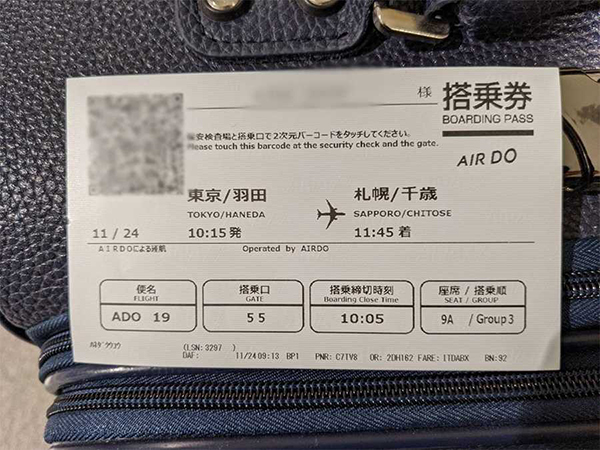 様 搭乗券
BOARDING PASS
保安検査場と搭乗口で2次元バーコードをタッチしてください。
Please touch this barcode at the security check and the gate.
AIR DO
東京/羽田 札幌/千歳
TOKYO/HANEDA SAPPORO/CHITOSE
11/24 10:15発 11:45着
AIRDOによる運航 Operated by AIRDO
便名 搭乗口 搭乗締切時刻 座席 / 搭乗順
FLIGHT GATE Boarding Close Time SEAT / GROUP
ADO 19 55 10:05 9A / Group3
(LSN:3297 )
DAF: 11/24 09:13 BP1 PNR: C7IV8 OR: 2DH162 FARE: ITDABX BN:92